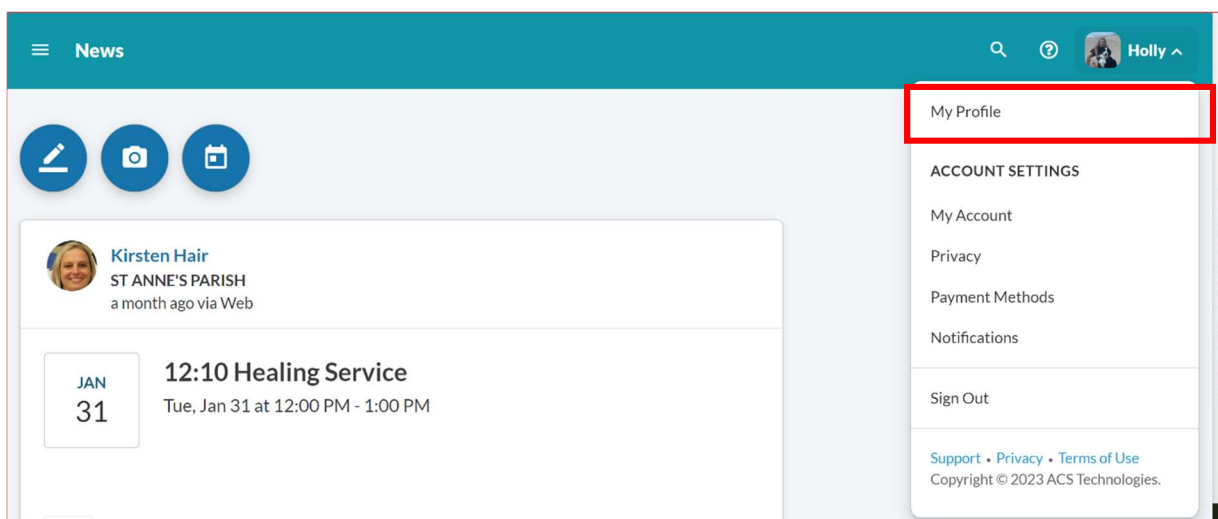 News
Holly
My Profile
ACCOUNT SETTINGS
My Account
Privacy
Payment Methods
Notifications
Sign Out
Support • Privacy • Terms of Use
Copyright © 2023 ACS Technologies.
Kirsten Hair
ST ANNE'S PARISH
a month ago via Web
JAN
31
12:10 Healing Service
Tue, Jan 31 at 12:00 PM - 1:00 PM